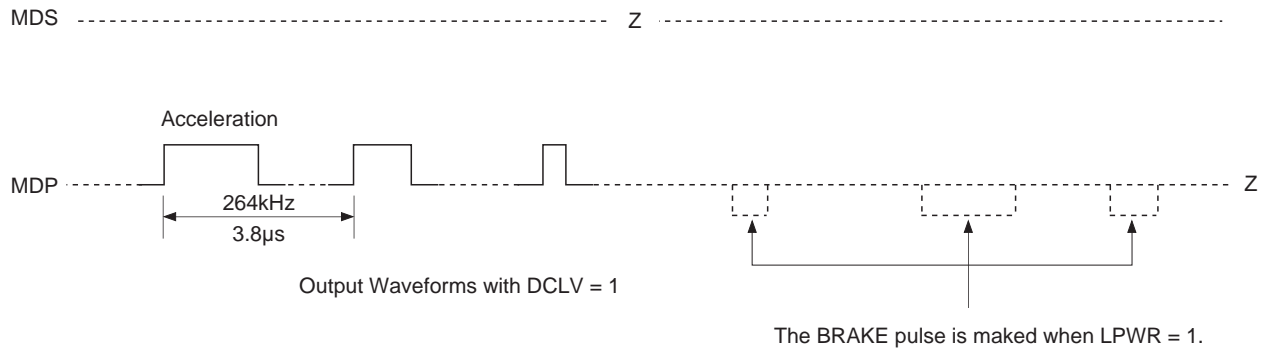 MDS Z
Acceleration
MDP Z
264kHz
3.8µs
Output Waveforms with DCLV = 1
The BRAKE pulse is maked when LPWR = 1.